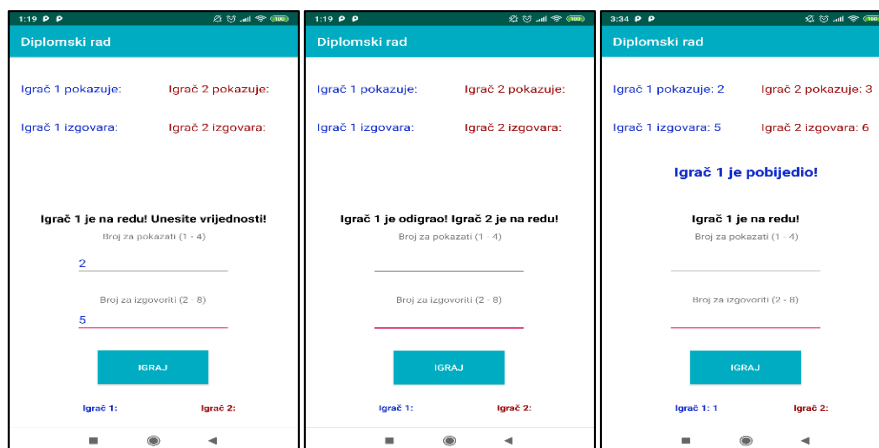 1:19 P P
100
Diplomski rad
Igrač 1 pokazuje: Igrač 2 pokazuje:
Igrač 1 izgovara: Igrač 2 izgovara:
Igrač 1 je na redu! Unesite vrijednosti!
Broj za pokazati (1 - 4)
2
Broj za izgovoriti (2 - 8)
5
IGRAJ
Igrač 1: Igrač 2:
1:19 P P
100
Diplomski rad
Igrač 1 pokazuje: Igrač 2 pokazuje:
Igrač 1 izgovara: Igrač 2 izgovara:
Igrač 1 je odigrao! Igrač 2 je na redu!
Broj za pokazati (1 - 4)
Broj za izgovoriti (2 - 8)
IGRAJ
Igrač 1: Igrač 2:
3:34 P P
100
Diplomski rad
Igrač 1 pokazuje: 2 Igrač 2 pokazuje: 3
Igrač 1 izgovara: 5 Igrač 2 izgovara: 6
Igrač 1 je pobijedio!
Igrač 1 je na redu!
Broj za pokazati (1 - 4)
Broj za izgovoriti (2 - 8)
IGRAJ
Igrač 1: 1 Igrač 2: